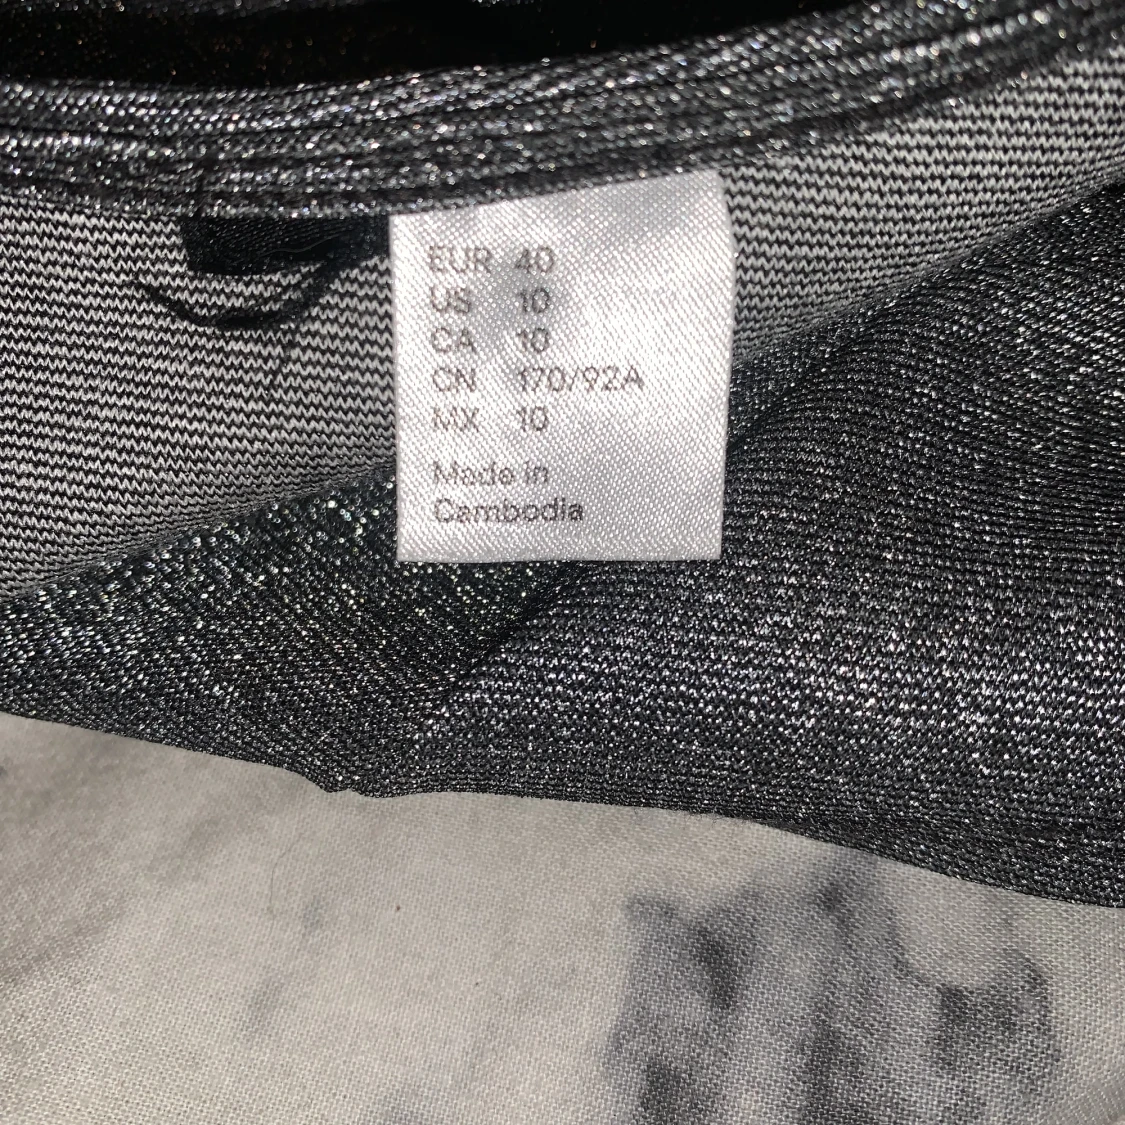 EUR 40
US 10
CA 10
CN 170/92A
MX 10
Made in
Cambodia